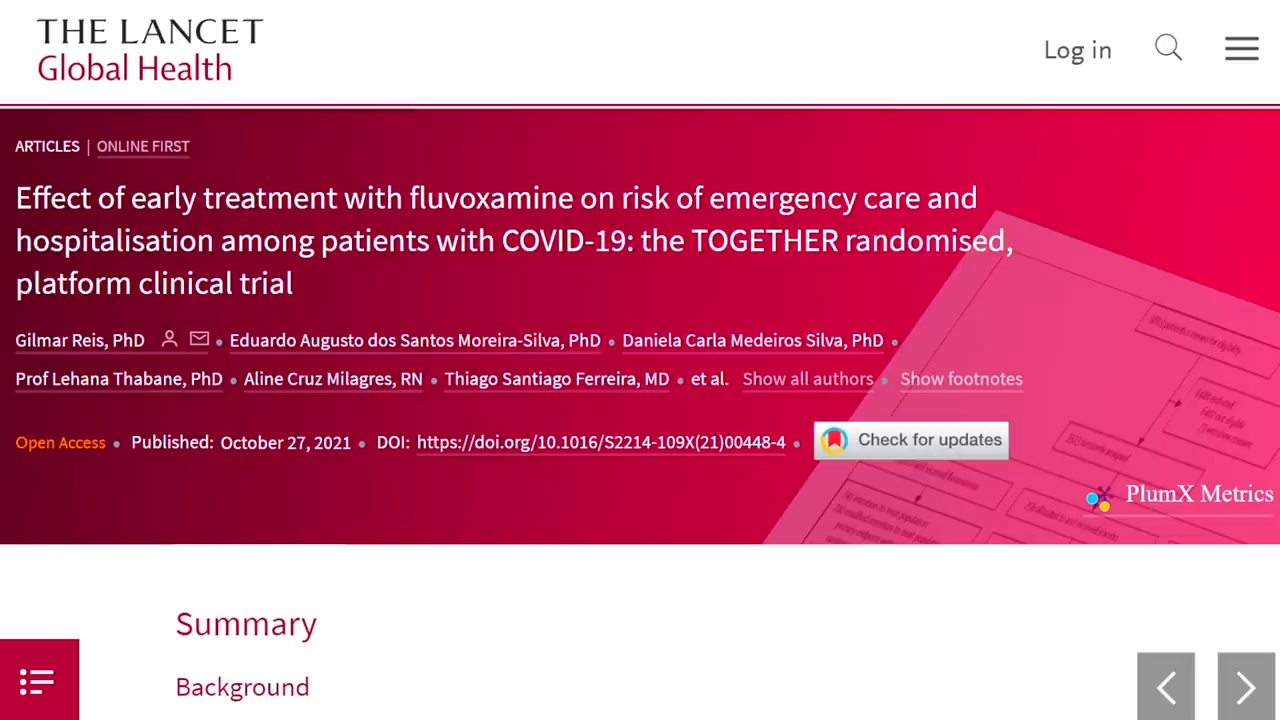 THE LANCET
Global Health
Log in
ARTICLES | ONLINE FIRST
Effect of early treatment with fluvoxamine on risk of emergency care and
hospitalisation among patients with COVID-19: the TOGETHER randomised,
platform clinical trial
Gilmar Reis, PhD • Eduardo Augusto dos Santos Moreira-Silva, PhD • Daniela Carla Medeiros Silva, PhD •
Prof Lehana Thabane, PhD • Aline Cruz Milagres, RN • Thiago Santiago Ferreira, MD • et al. Show all authors • Show footnotes
Open Access • Published: October 27, 2021 • DOI: https://doi.org/10.1016/S2214-109X(21)00448-4 •
Check for updates
PlumX Metrics
Summary
Background